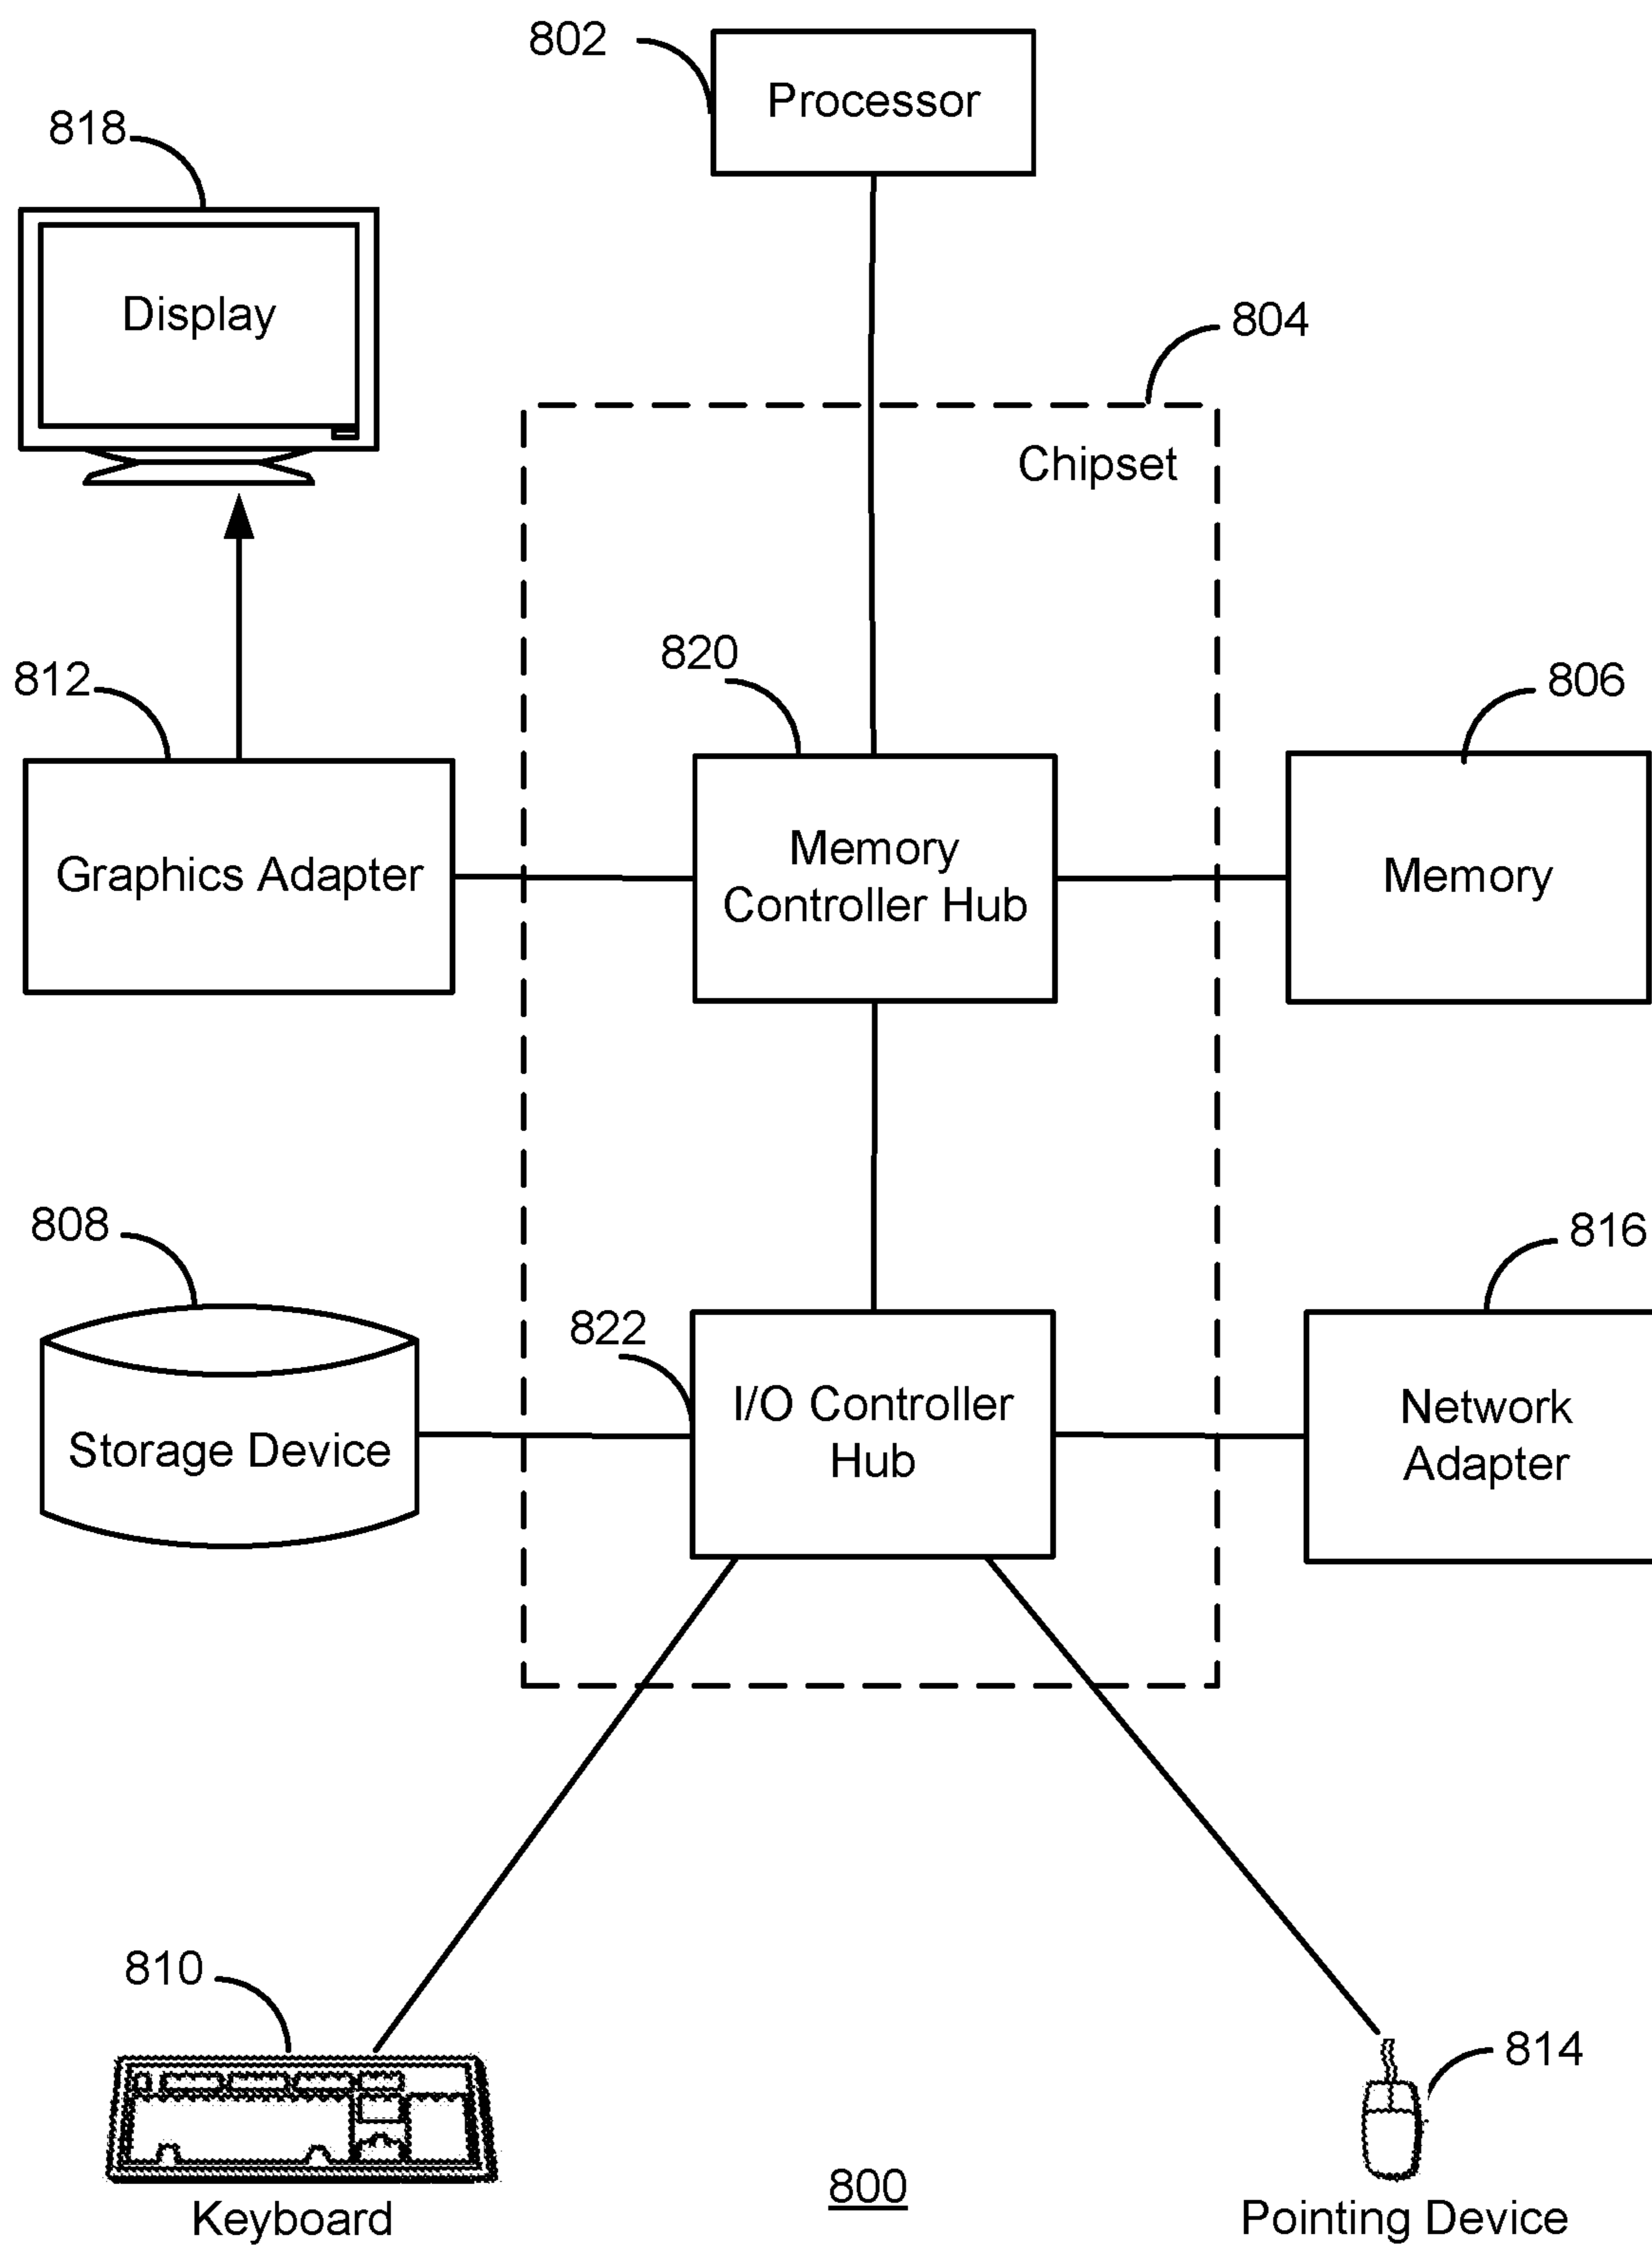 802
Processor
818
Display
804
Chipset
820
812
806
Graphics Adapter
Memory
Controller Hub
Memory
808
816
822
Storage Device
I/O Controller
Hub
Network
Adapter
810
814
Keyboard
800
Pointing Device